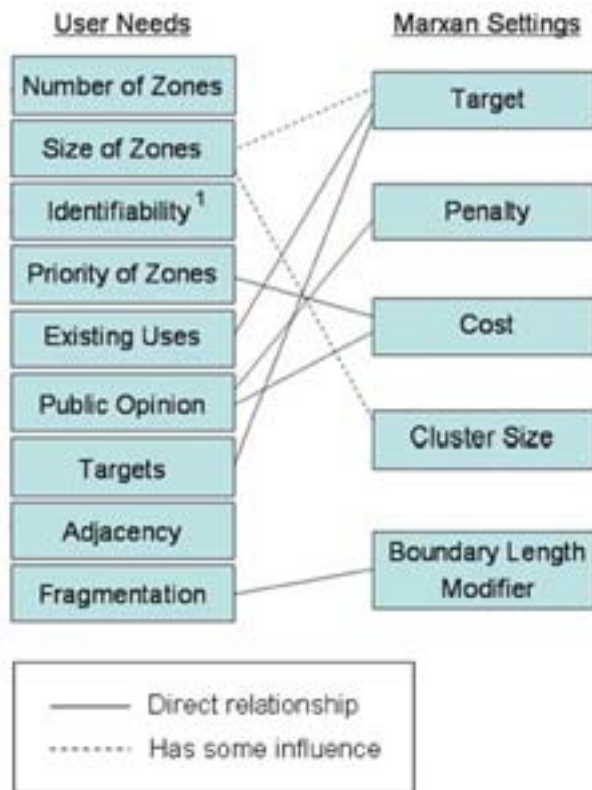 User Needs
Marxan Settings
Number of Zones
Size of Zones
Identifiability 1
Priority of Zones
Existing Uses
Public Opinion
Targets
Adjacency
Fragmentation
Target
Penalty
Cost
Cluster Size
Boundary Length
Modifier
Direct relationship
Has some influence